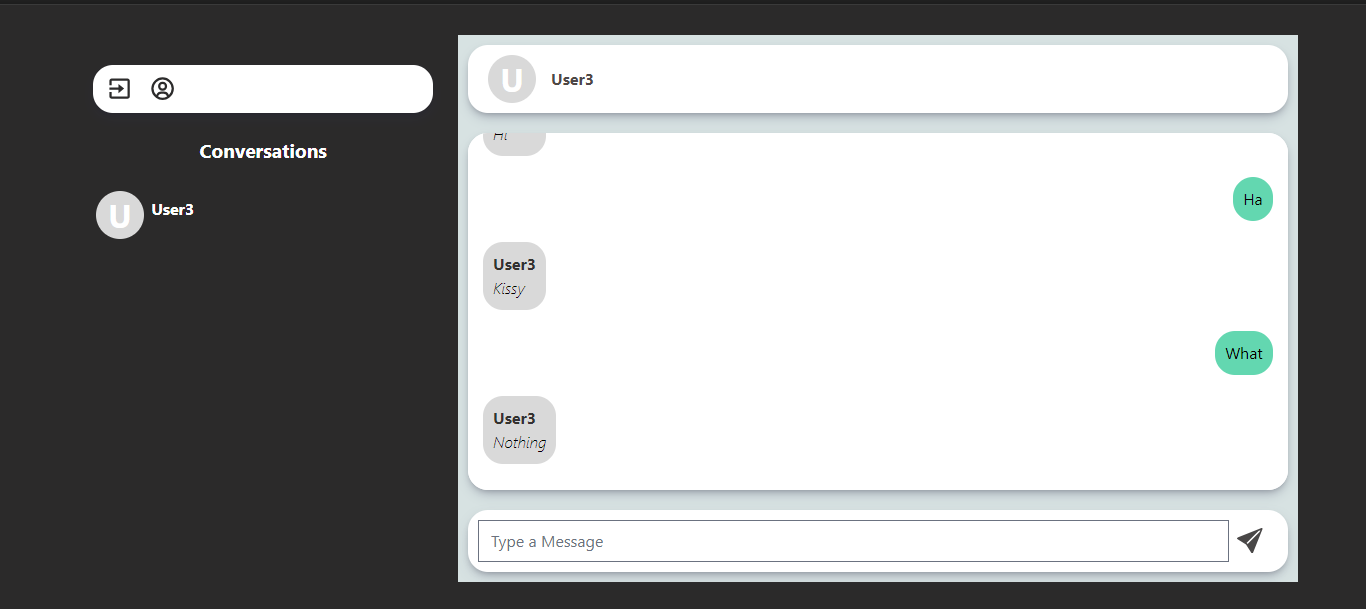 Conversations
U
User3
U
User3
Hi
Ha
User3
Kissy
What
User3
Nothing
Type a Message